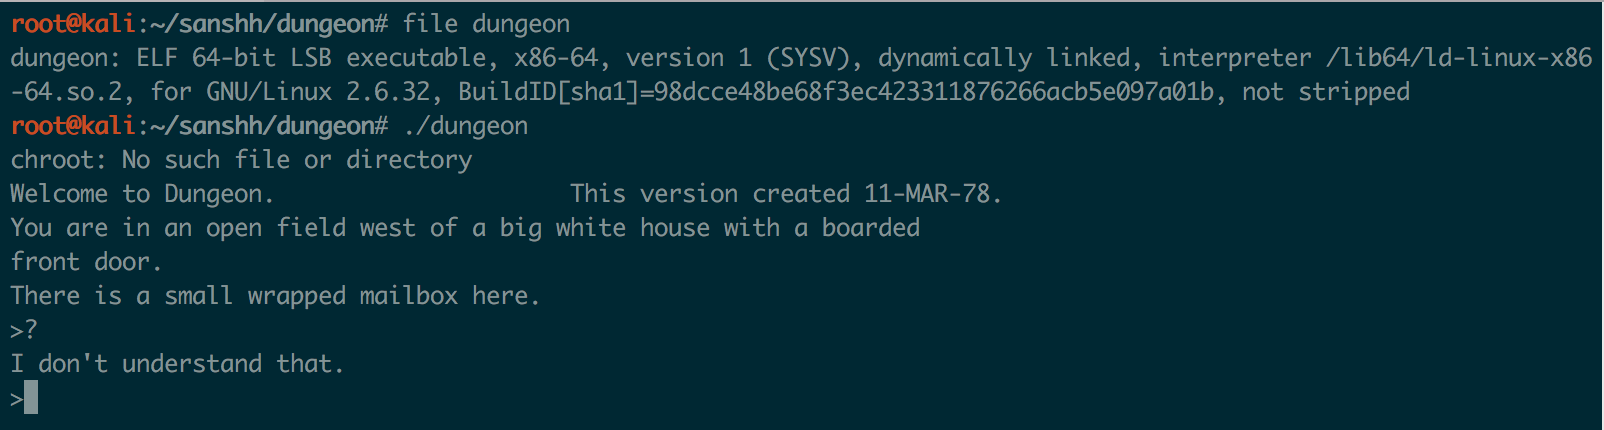 root@kali:~/sanshh/dungeon# file dungeon
dungeon: ELF 64-bit LSB executable, x86-64, version 1 (SYSV), dynamically linked, interpreter /lib64/ld-linux-x86
-64.so.2, for GNU/Linux 2.6.32, BuildID[sha1]=98dcce48be68f3ec423311876266acb5e097a01b, not stripped
root@kali:~/sanshh/dungeon# ./dungeon
chroot: No such file or directory
Welcome to Dungeon.                     This version created 11-MAR-78.
You are in an open field west of a big white house with a boarded
front door.
There is a small wrapped mailbox here.
>?
I don't understand that.
>